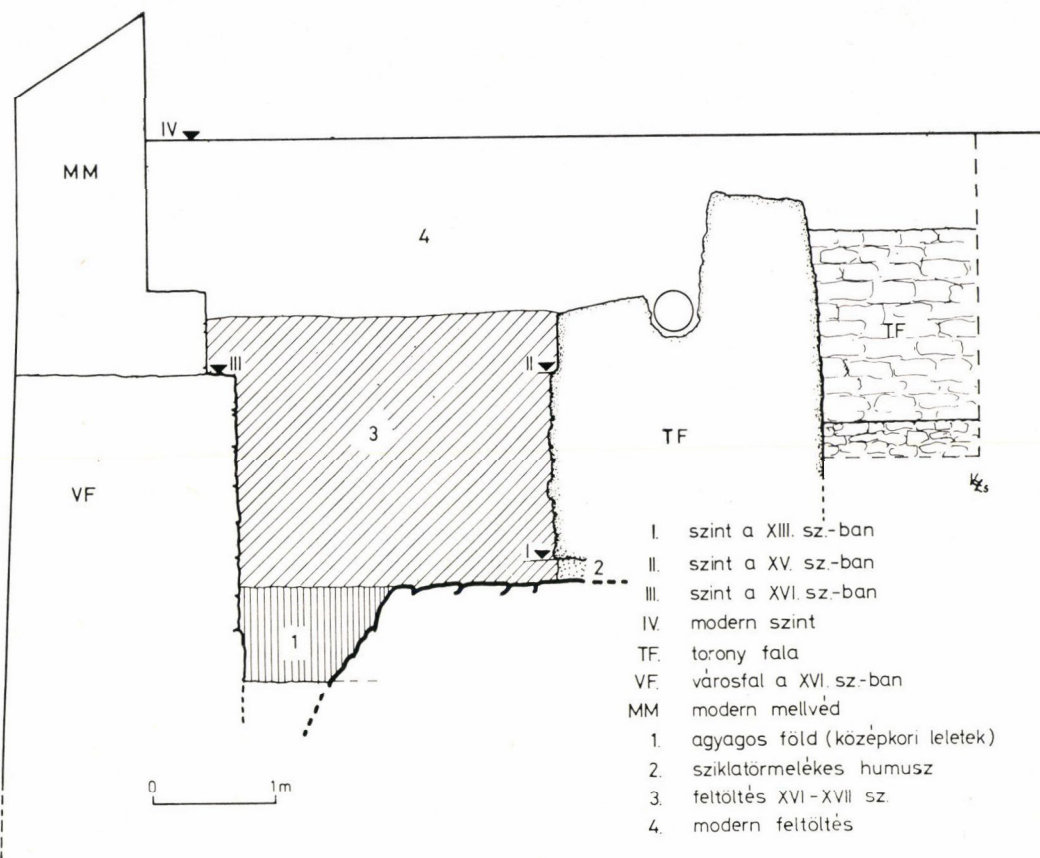 IV
MM
4
TF
III
II
3
TF
VF
I
2
1
I. szint a XIII. sz.-ban
II. szint a XV. sz.-ban
III. szint a XVI. sz.-ban
IV. modern szint
TF. torony fala
VF. városfal a XVI. sz.-ban
MM modern mellvéd
1. agyagos föld (középkori leletek)
2. sziklatörmelékes humusz
3. feltöltés XVI-XVII sz.
4. modern feltöltés
0 1m